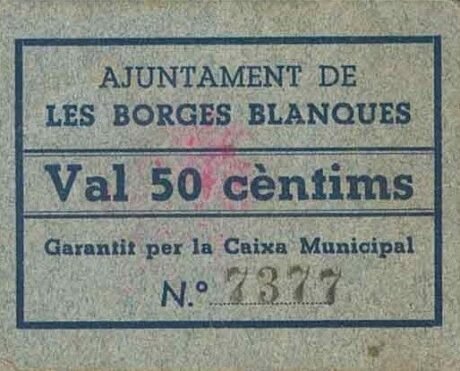 AJUNTAMENT DE
LES BORGES BLANQUES
Val 50 cèntims
Garantit per la Caixa Municipal
N.º 7377